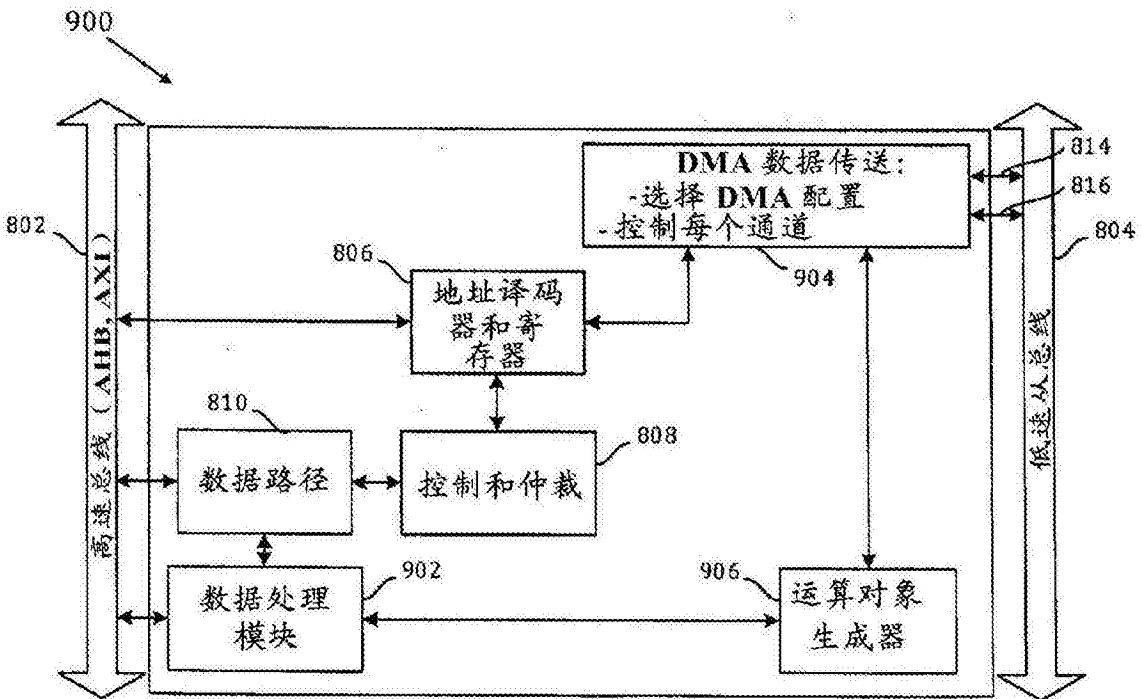 900
DMA 数据传送:
-选择 DMA 配置
-控制每个通道
814
816
802
806
904
804
地址译码
器和寄
存器
高速总线(AHB, AXI)
低速从总线
810
808
数据路径
控制和仲裁
902
906
数据处理
模块
运算对象
生成器